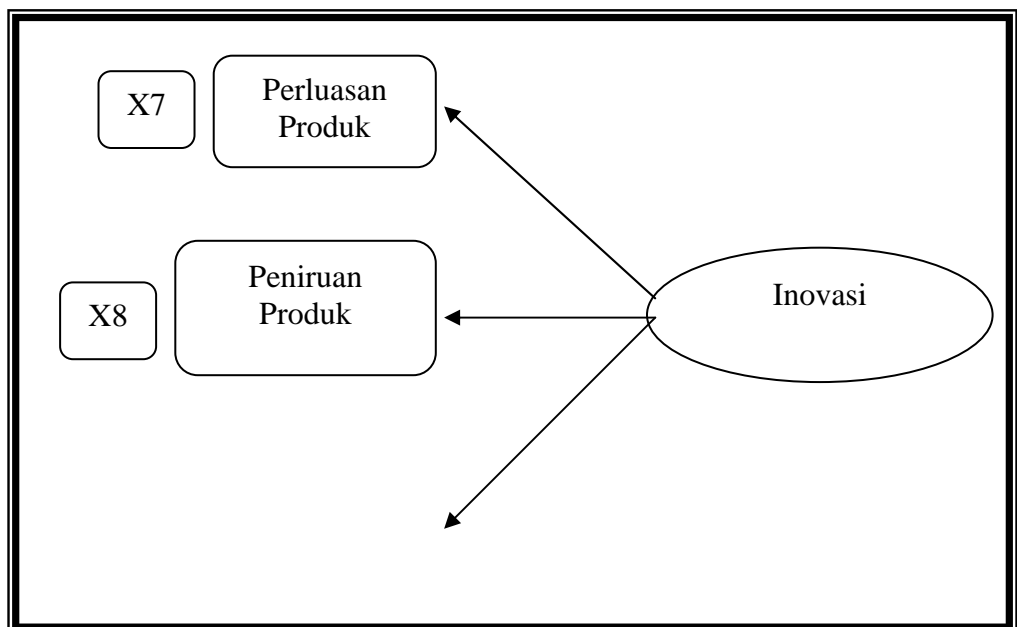 X7
Perluasan
Produk
X8
Peniruan
Produk
Inovasi